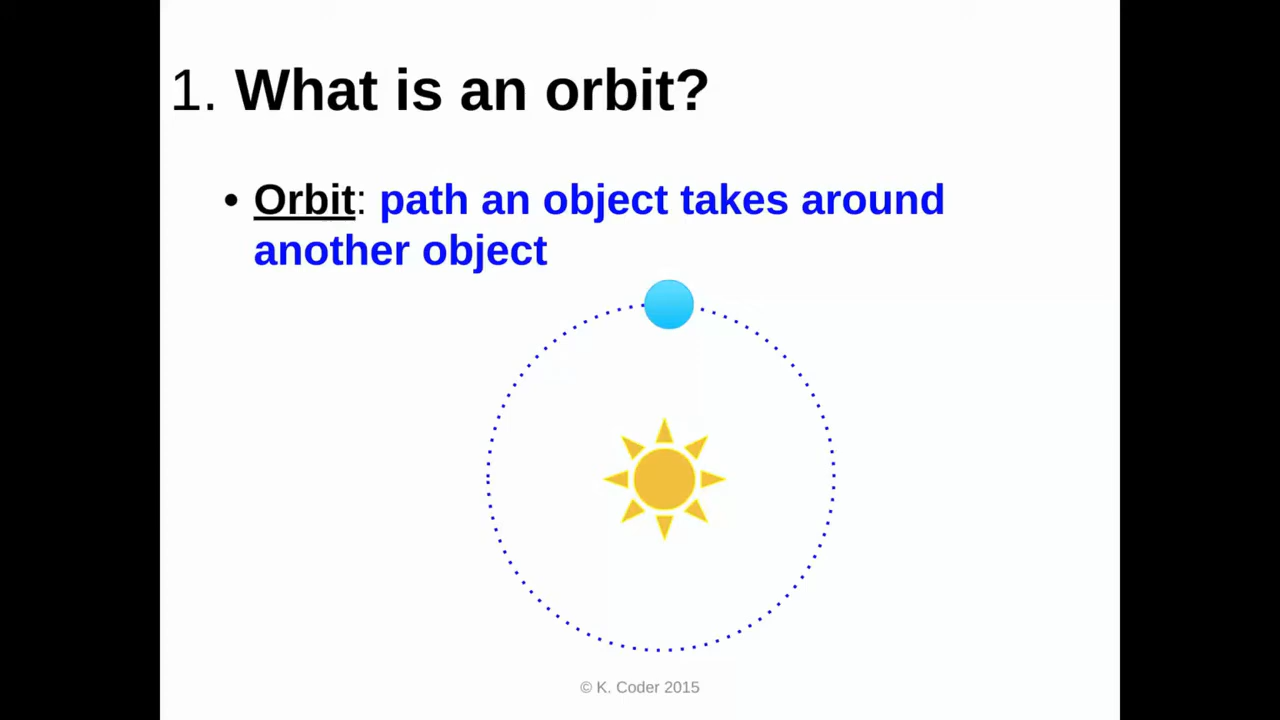 1. What is an orbit?
• Orbit: path an object takes around
another object
© K. Coder 2015